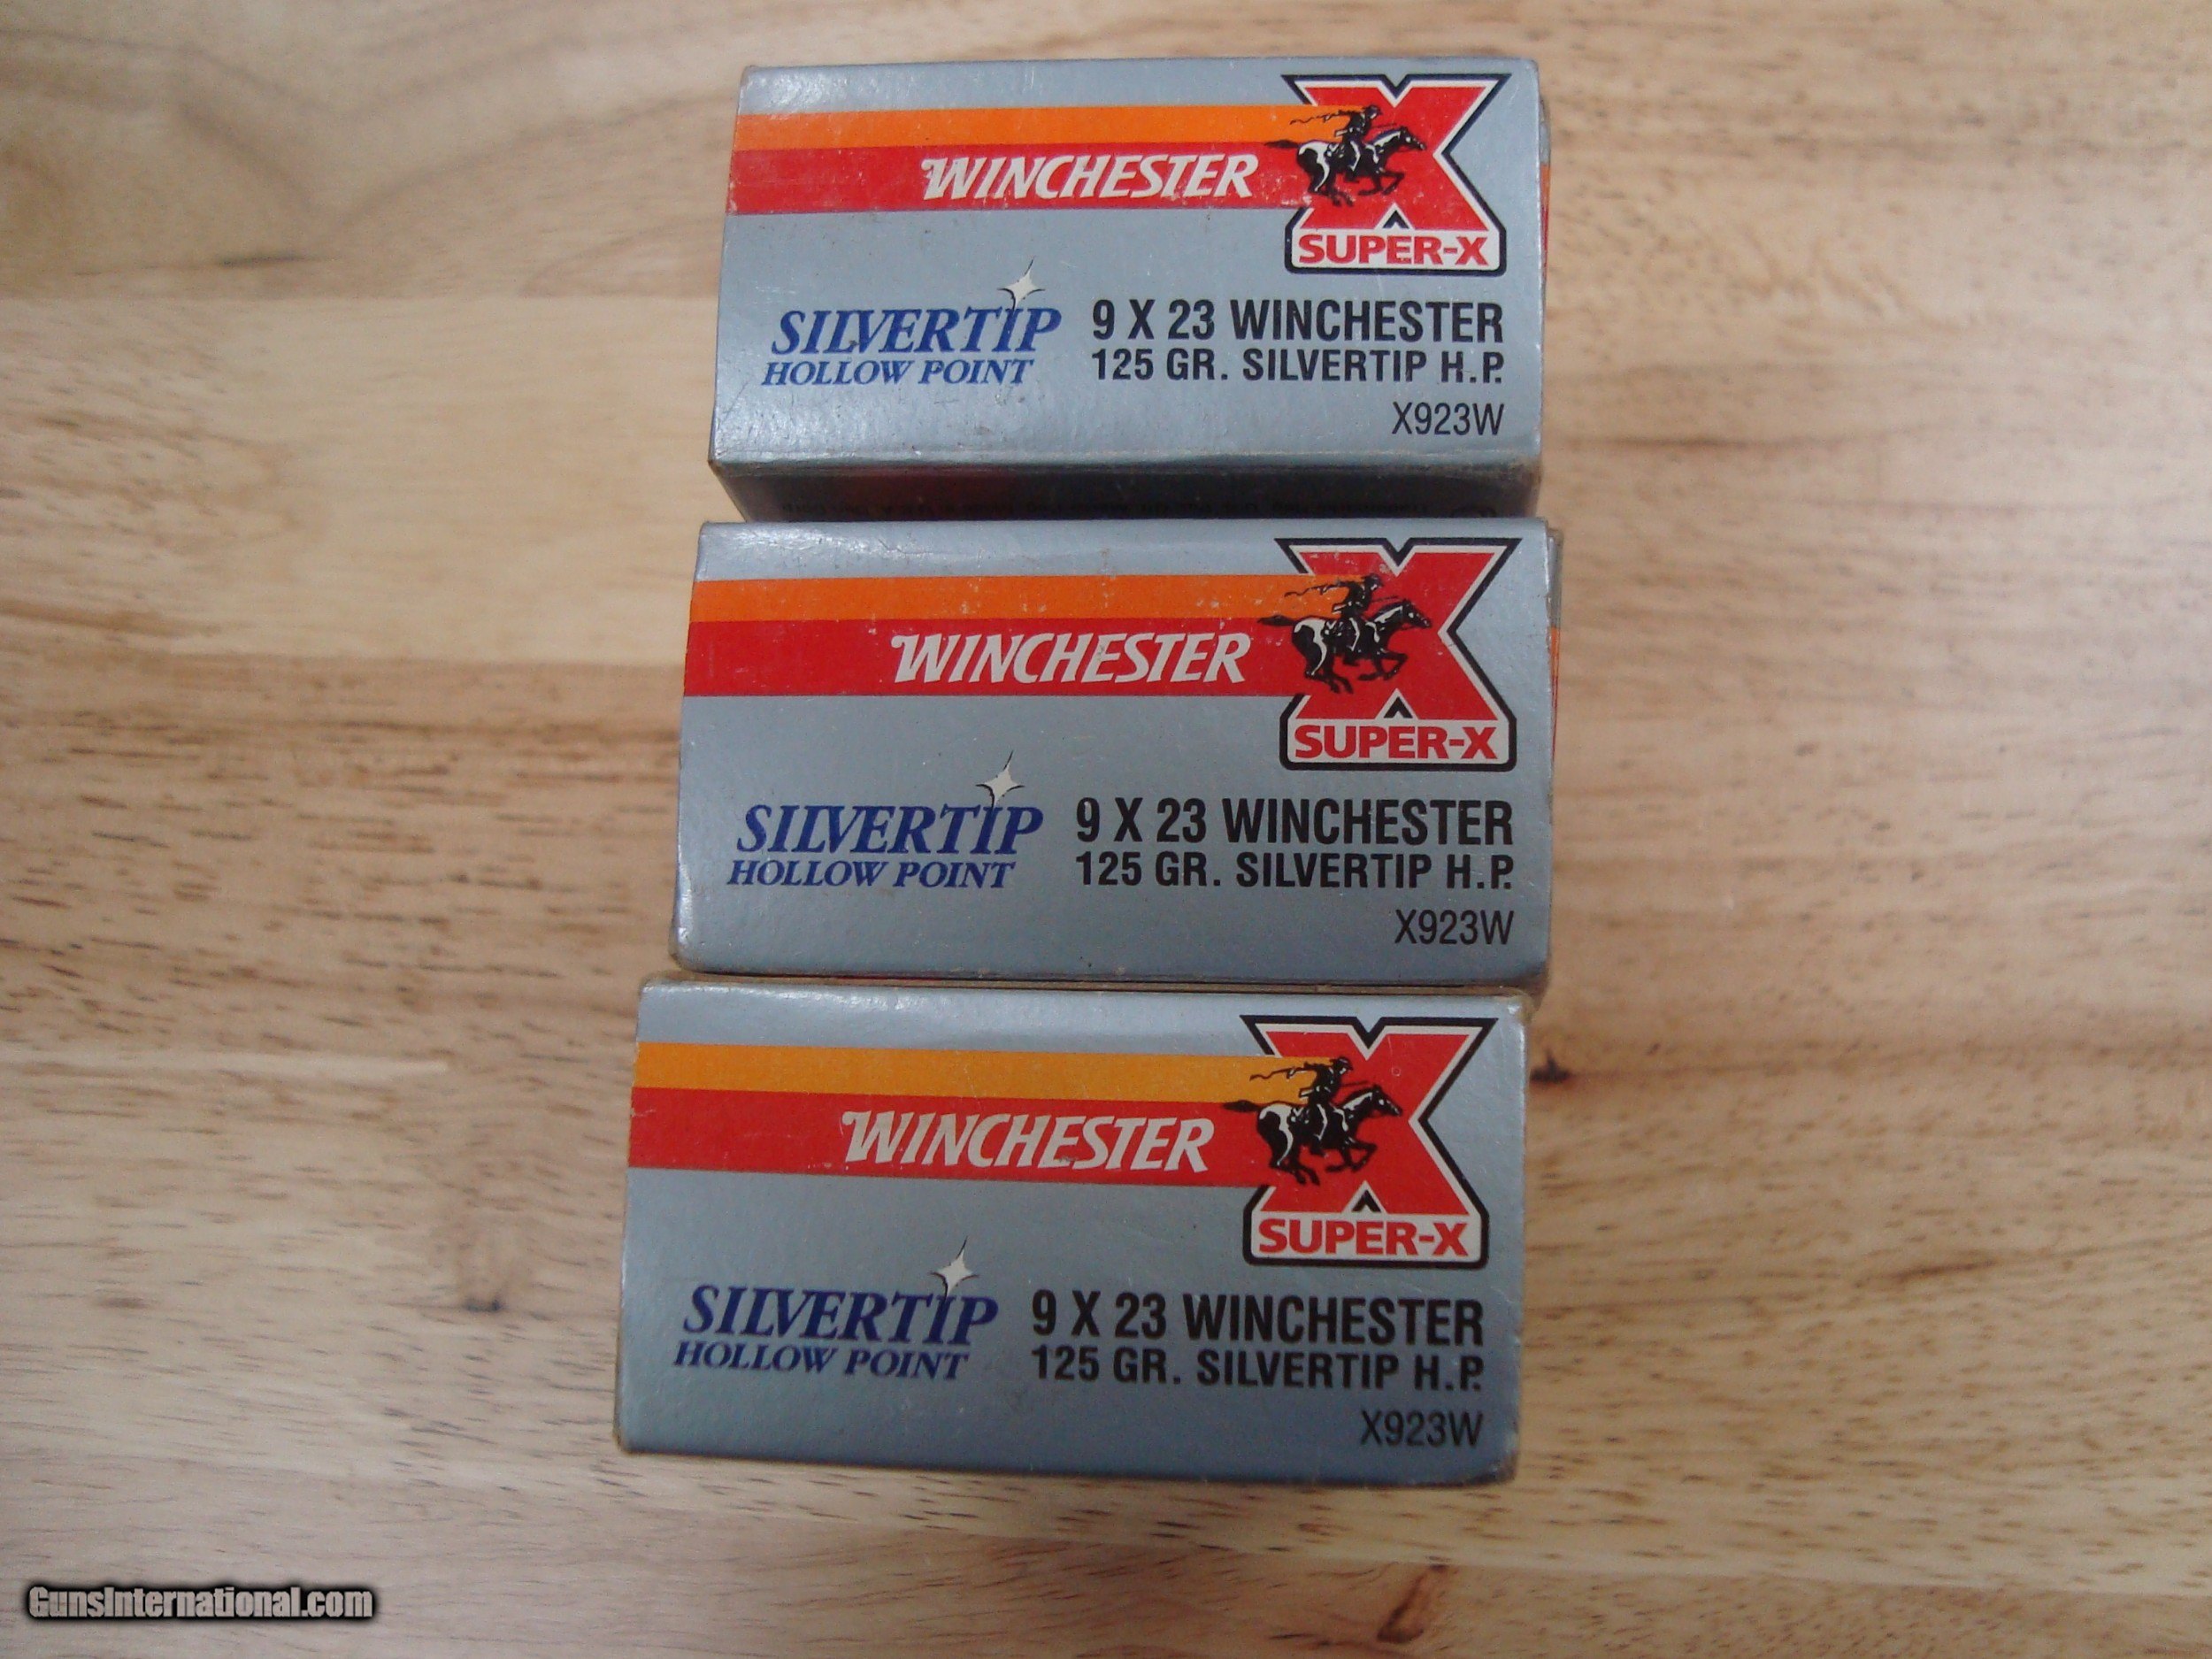 WINCHESTER
SUPER-X
SILVERTIP
HOLLOW POINT
9 X 23 WINCHESTER
125 GR. SILVERTIP H.P.
X923W
WINCHESTER
SUPER-X
SILVERTIP
HOLLOW POINT
9 X 23 WINCHESTER
125 GR. SILVERTIP H.P.
X923W
WINCHESTER
SUPER-X
SILVERTIP
HOLLOW POINT
9 X 23 WINCHESTER
125 GR. SILVERTIP H.P.
X923W
GunsInternational.com